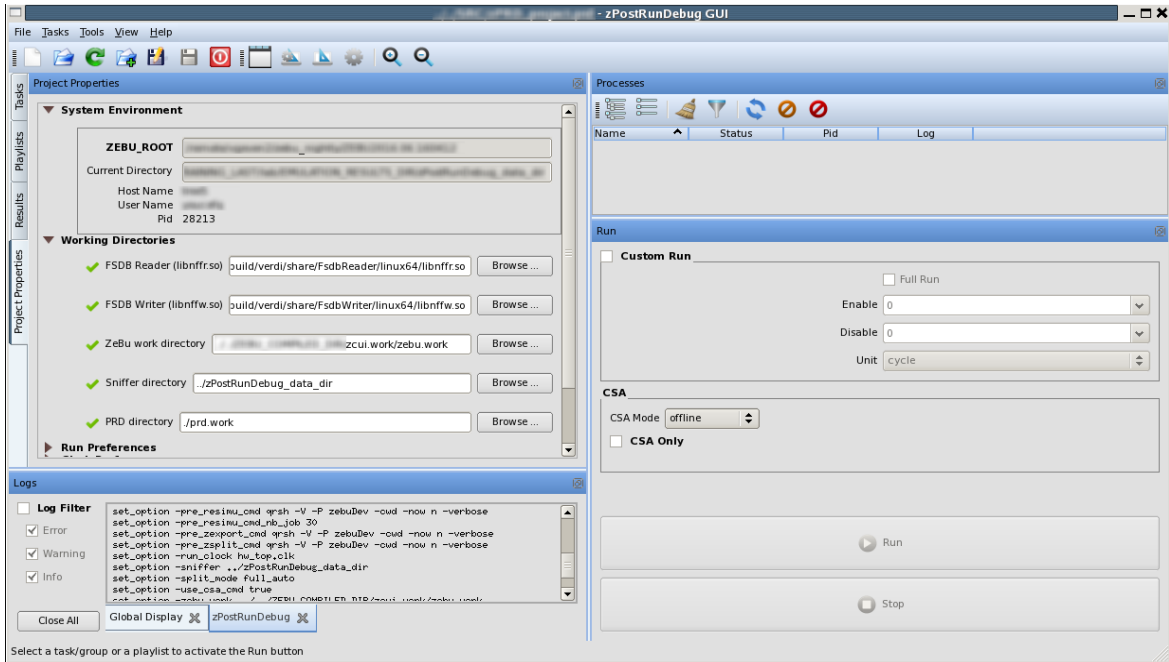 - zPostRunDebug GUI
File Tasks Tools View Help
Project Properties
Tasks
Playlists
Results
Project Properties
System Environment
ZEBU_ROOT
Current Directory
Host Name
User Name
Pid 28213
Working Directories
FSDB Reader (libnffr.so) build/verdi/share/FsdbReader/linux64/libnffr.so Browse ...
FSDB Writer (libnffw.so) build/verdi/share/FsdbWriter/linux64/libnffw.so Browse ...
ZeBu work directory zcui.work/zebu.work Browse ...
Sniffer directory ../zPostRunDebug_data_dir Browse ...
PRD directory ./prd.work Browse ...
Run Preferences
Logs
Log Filter
Error
Warning
Info
Close All
set_option -pre_resimu_cmd qrsh -V -P zebuDev -cwd -now n -verbose
set_option -pre_resimu_cmd_nb_job 30
set_option -pre_zexport_cmd qrsh -V -P zebuDev -cwd -now n -verbose
set_option -pre_zsplit_cmd qrsh -V -P zebuDev -cwd -now n -verbose
set_option -run_clock hw_top.clk
set_option -sniffer ../zPostRunDebug_data_dir
set_option -split_mode full_auto
set_option -use_csa_cmd true
Global Display zPostRunDebug
Processes
Name Status Pid Log
Run
Custom Run
Full Run
Enable 0
Disable 0
Unit cycle
CSA
CSA Mode offline
CSA Only
Run
Stop
Select a task/group or a playlist to activate the Run button